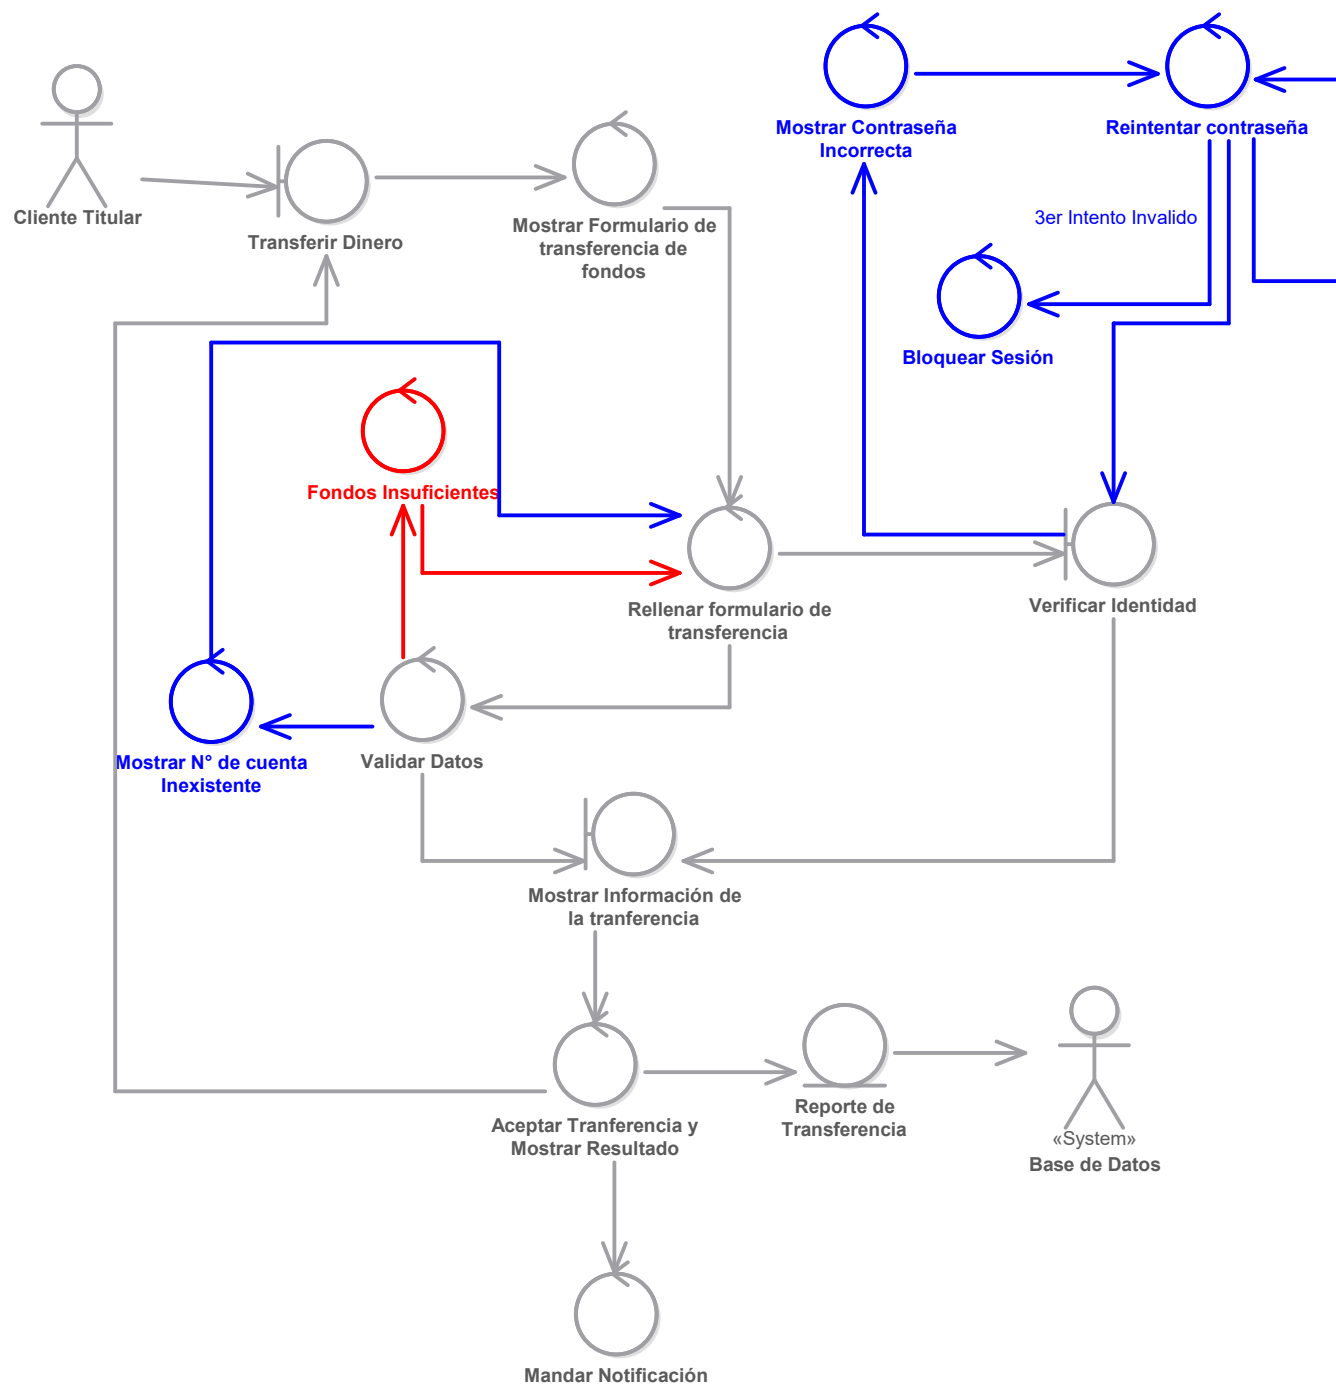 Mostrar Contraseña
Incorrecta
Reintentar contraseña
Cliente Titular
Transferir Dinero
Mostrar Formulario de
transferencia de
fondos
3er Intento Invalido
Bloquear Sesión
Fondos Insuficientes
Rellenar formulario de
transferencia
Verificar Identidad
Mostrar N° de cuenta
Inexistente
Validar Datos
Mostrar Información de
la tranferencia
Aceptar Tranferencia y
Mostrar Resultado
Reporte de
Transferencia
«System»
Base de Datos
Mandar Notificación